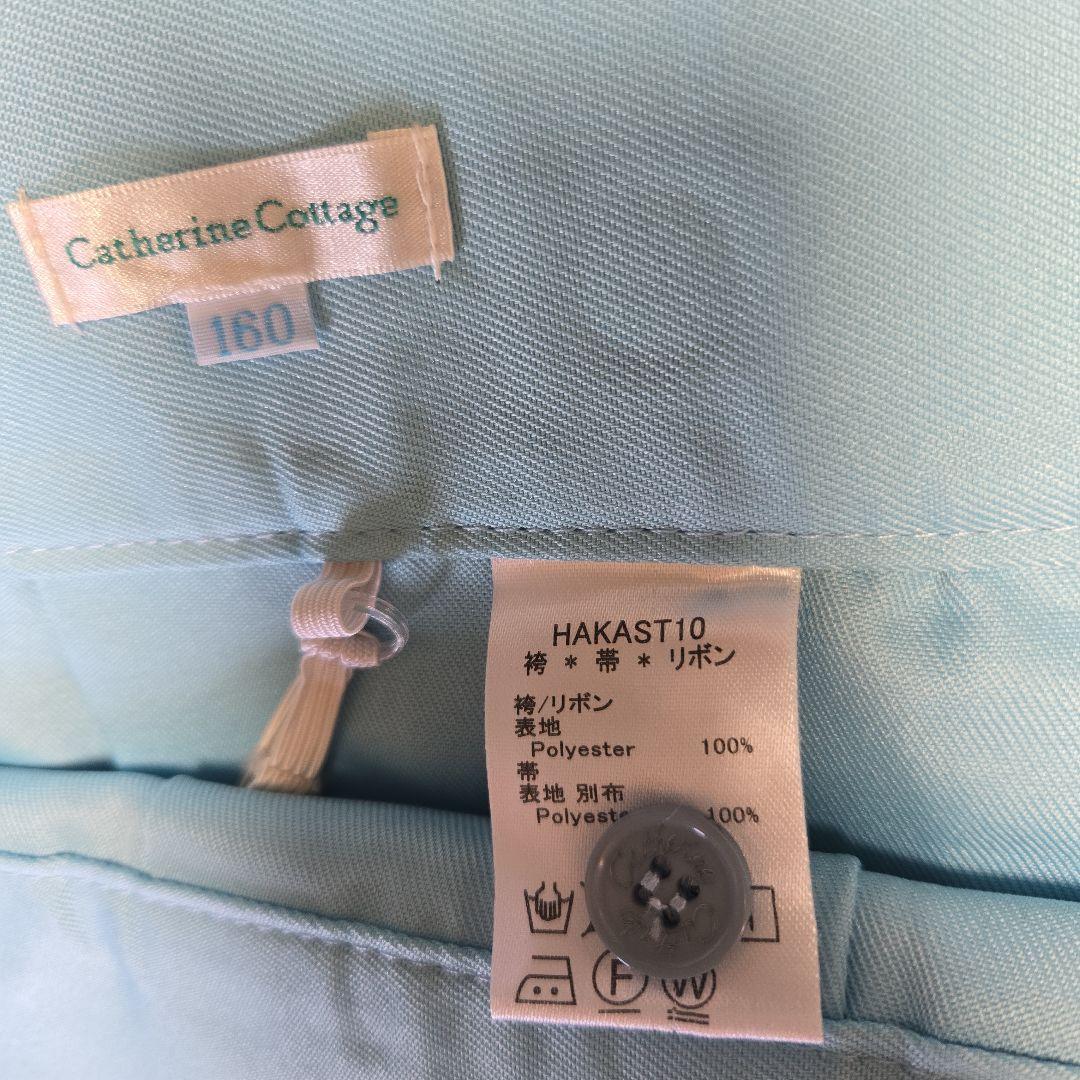 Catherine Cottage
160
HAKAST10
袴 * 帯 * リボン
袴/リボン
表地
Polyester 100%
帯
表地 別布
100%
F
W